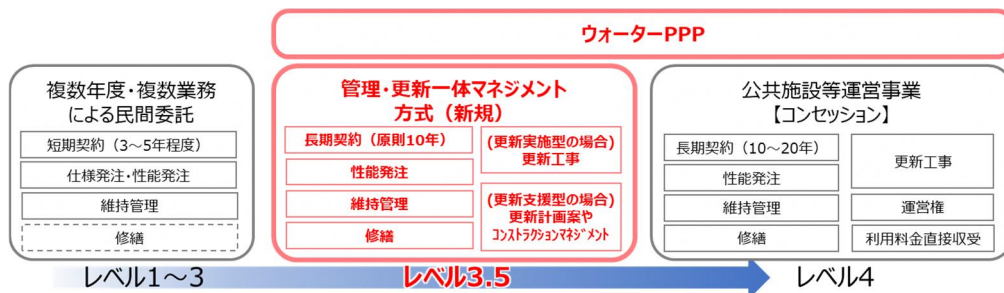 ウォーターPPP
複数年度・複数業務
による民間委託
短期契約（3～5年程度）
仕様発注・性能発注
維持管理
修繕
管理・更新一体マネジメント
方式（新規）
長期契約（原則10年）
性能発注
維持管理
修繕
(更新実施型の場合)
更新工事
(更新支援型の場合)
更新計画案や
コンストラクションマネジメント
公共施設等運営事業
【コンセッション】
長期契約（10～20年）
性能発注
維持管理
修繕
更新工事
運営権
利用料金直接収受
レベル1～3
レベル3.5
レベル4